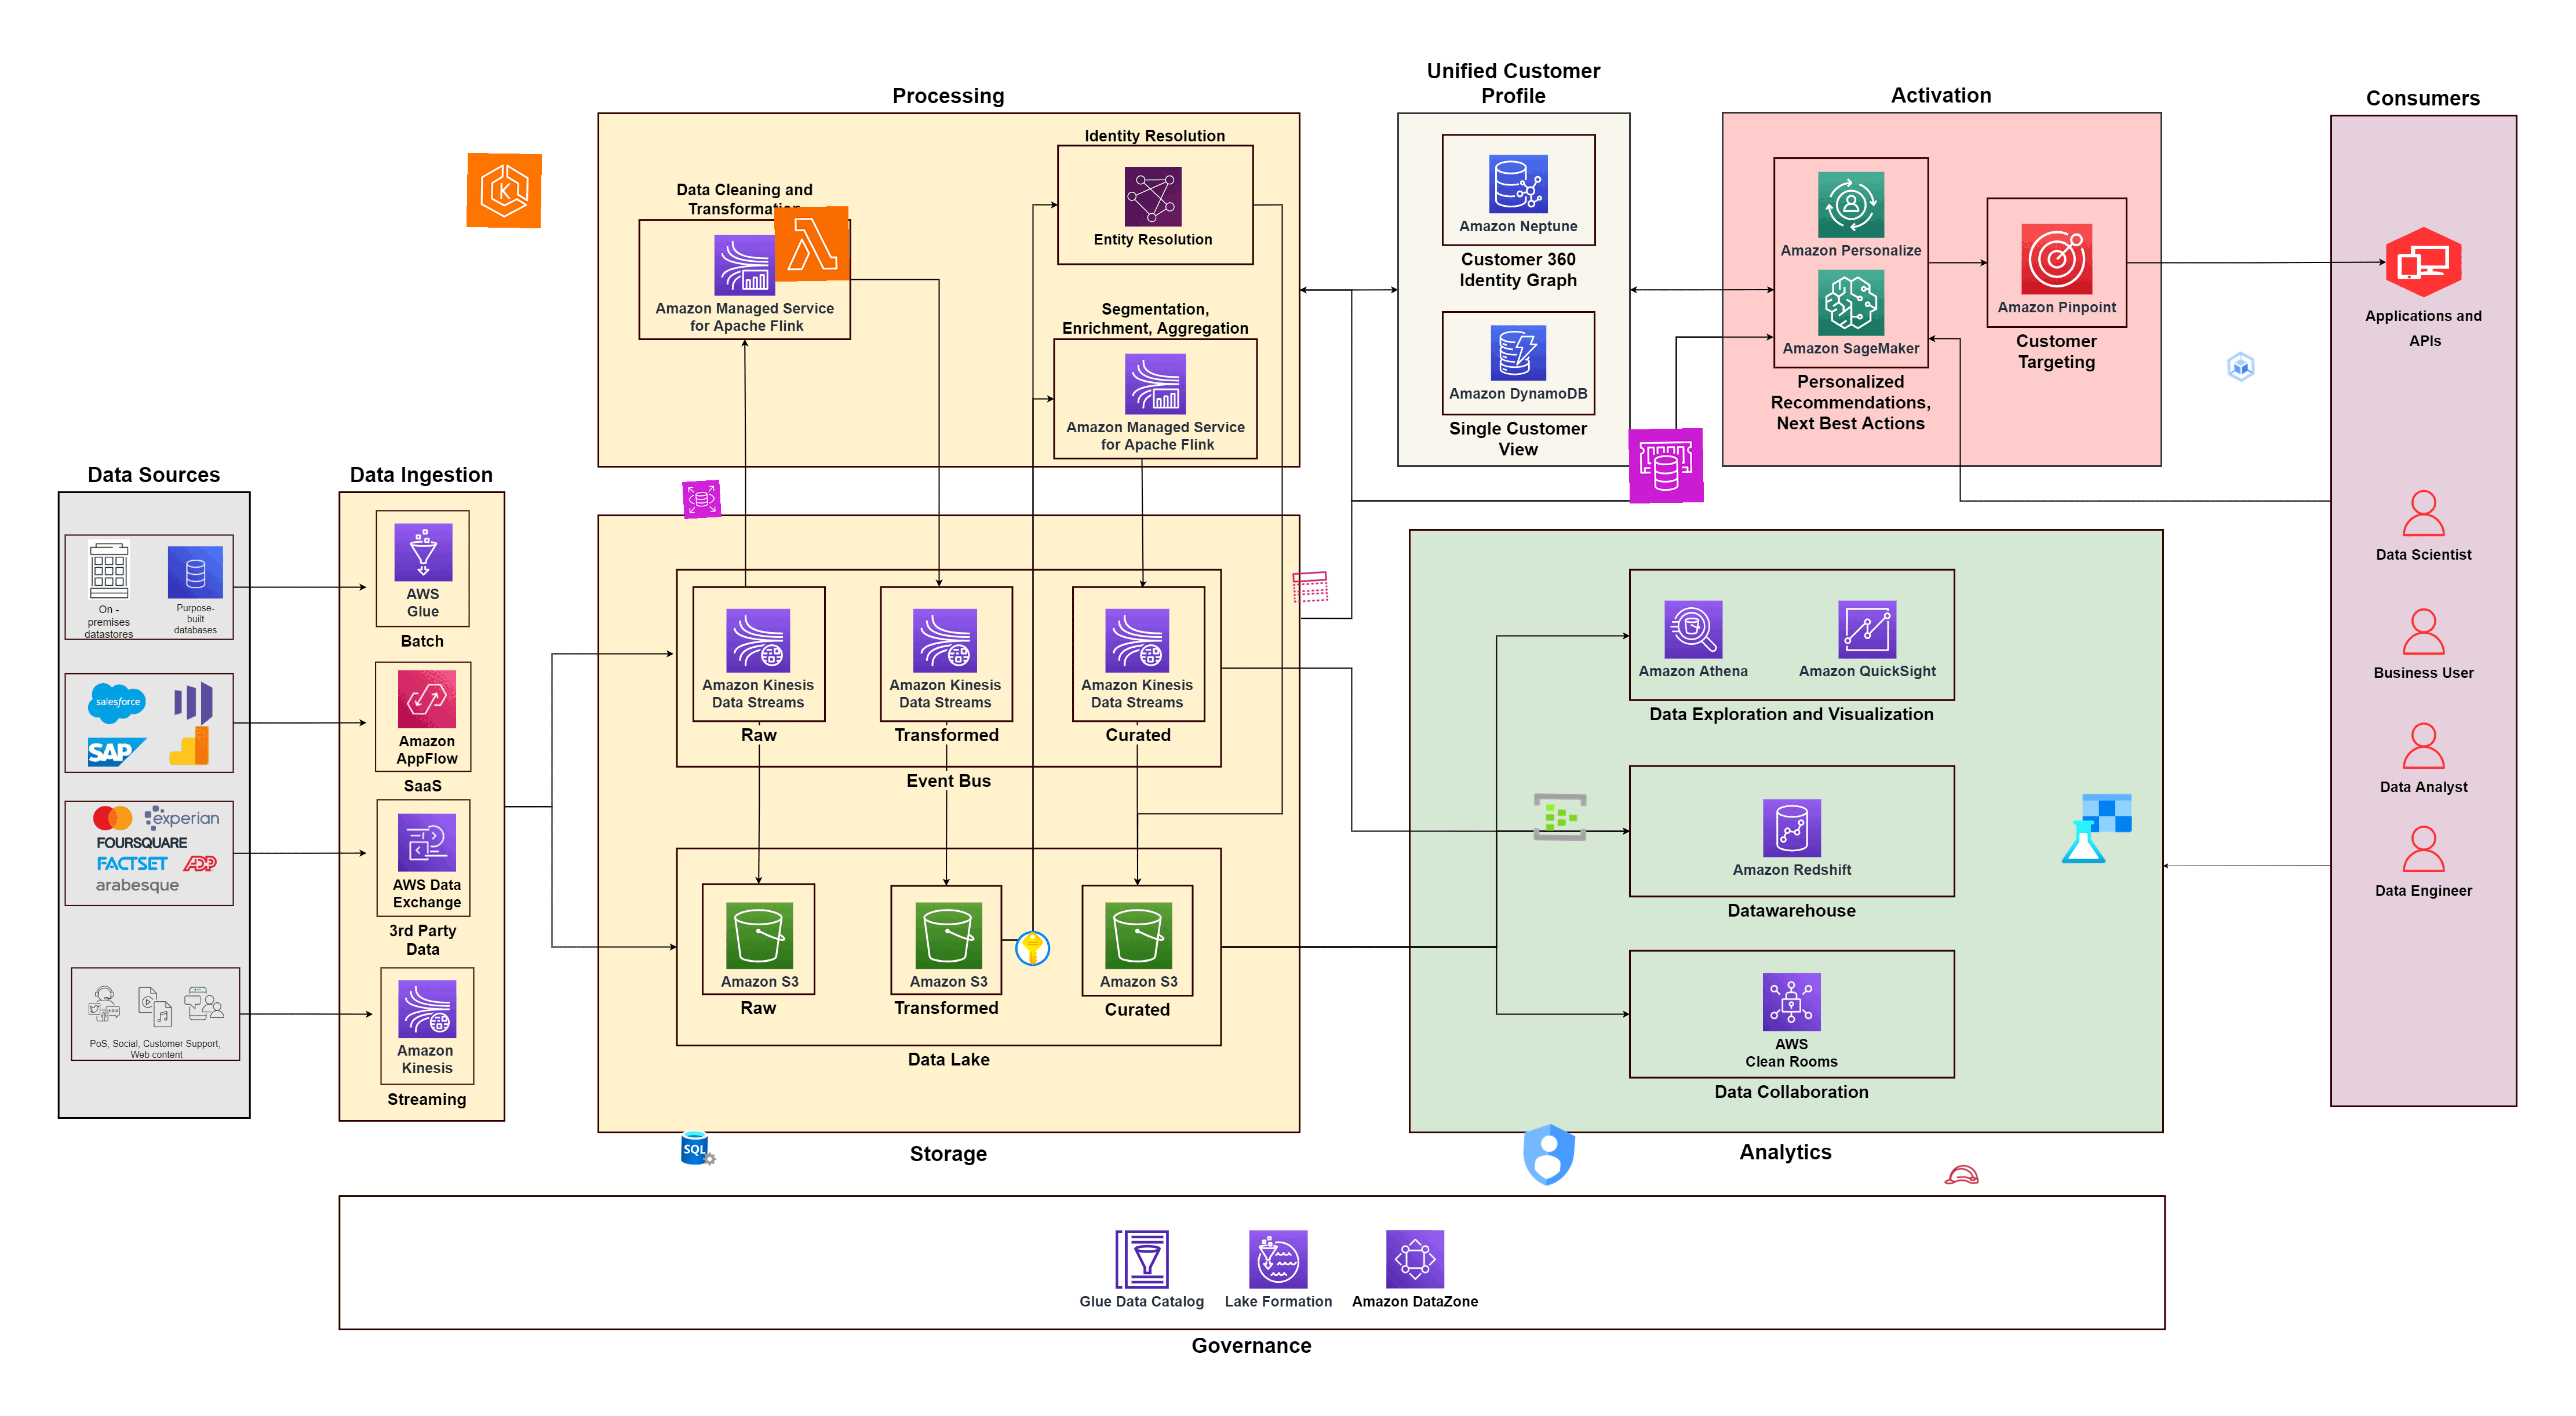 Data Sources
On -
premises
datastores
Purpose-
built
databases
salesforce
SAP
experian
FOURSQUARE
FACTSET
ADP
arabesque
PoS, Social, Customer Support,
Web content
Data Ingestion
AWS
Glue
Batch
Amazon
AppFlow
SaaS
AWS Data
Exchange
3rd Party
Data
Amazon
Kinesis
Streaming
Processing
Data Cleaning and
Transformation
Amazon Managed Service
for Apache Flink
Identity Resolution
Entity Resolution
Segmentation,
Enrichment, Aggregation
Amazon Managed Service
for Apache Flink
K
Amazon Kinesis
Data Streams
Raw
Amazon Kinesis
Data Streams
Transformed
Amazon Kinesis
Data Streams
Curated
Event Bus
Amazon S3
Raw
Amazon S3
Transformed
Amazon S3
Curated
Data Lake
SQL
Storage
Unified Customer
Profile
Amazon Neptune
Customer 360
Identity Graph
Amazon DynamoDB
Single Customer
View
Activation
Amazon Personalize
Amazon SageMaker
Personalized
Recommendations,
Next Best Actions
Amazon Pinpoint
Customer
Targeting
Amazon Athena
Amazon QuickSight
Data Exploration and Visualization
Amazon Redshift
Datawarehouse
AWS
Clean Rooms
Data Collaboration
Analytics
Consumers
Applications and
APIs
Data Scientist
Business User
Data Analyst
Data Engineer
Glue Data Catalog
Lake Formation
Amazon DataZone
Governance